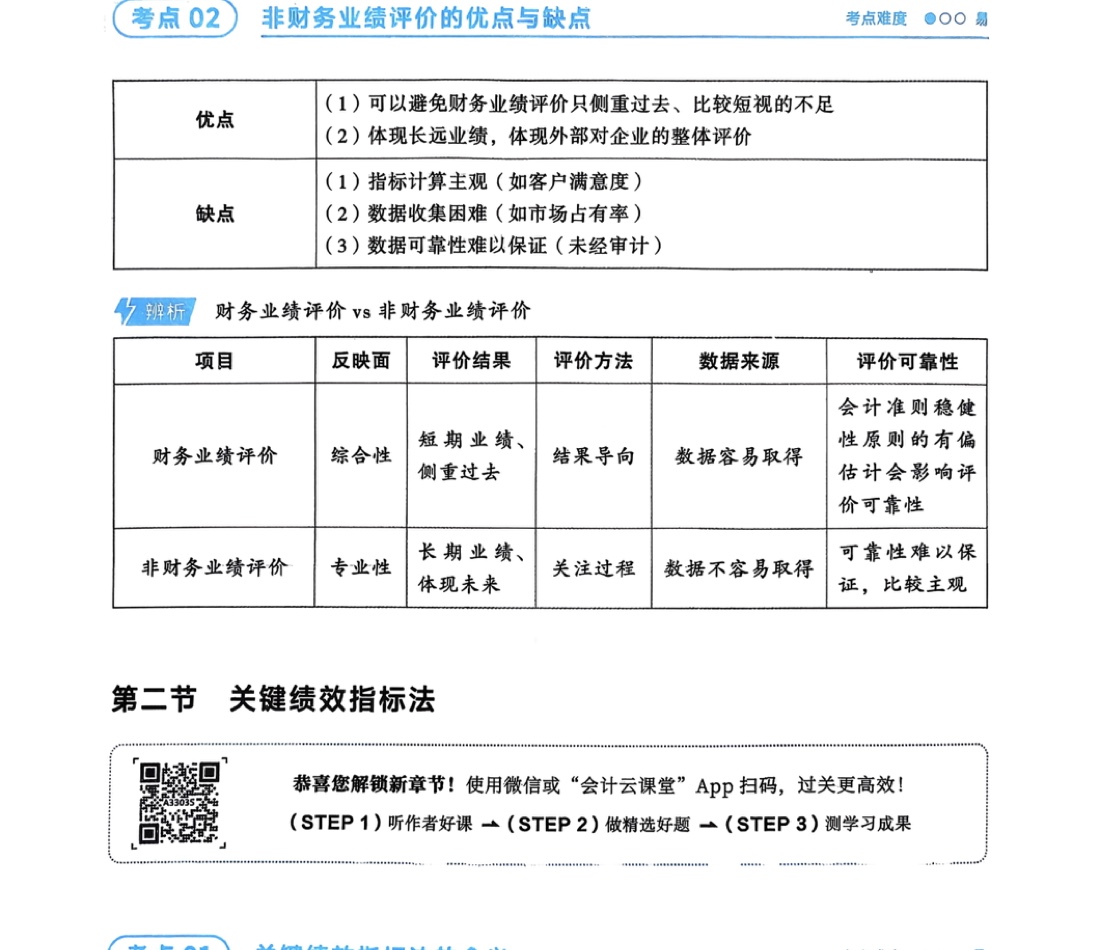 考点 02 非财务业绩评价的优点与缺点 考点难度 易
优点
(1)可以避免财务业绩评价只侧重过去、比较短视的不足
(2)体现长远业绩，体现外部对企业的整体评价
缺点
(1)指标计算主观(如客户满意度)
(2)数据收集困难(如市场占有率)
(3)数据可靠性难以保证(未经审计)
辨析 财务业绩评价 vs 非财务业绩评价
项目 反映面 评价结果 评价方法 数据来源 评价可靠性
财务业绩评价
综合性
短期业绩、
侧重过去
结果导向
数据容易取得
会计准则稳健
性原则的有偏
估计会影响评
价可靠性
非财务业绩评价
专业性
长期业绩、
体现未来
关注过程
数据不容易取得
可靠性难以保
证，比较主观
第二节 关键绩效指标法
A33035
恭喜您解锁新章节！使用微信或“会计云课堂”App 扫码，过关更高效！
(STEP 1)听作者好课 ⇀ (STEP 2)做精选好题 ⇀ (STEP 3)测学习成果
考点 01 关键绩效指标法的含